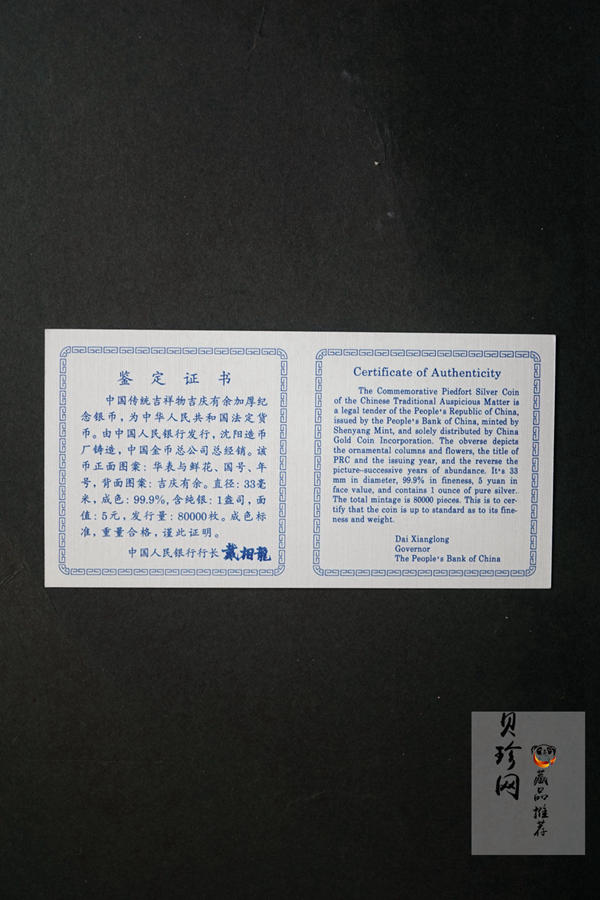 鉴定证书
中国传统吉祥物吉庆有余加厚纪
念银币，为中华人民共和国法定货
币。由中国人民银行发行，沈阳造币
厂铸造，中国金币总公司总经销。该
币正面图案：华表与鲜花、国号、年
号，背面图案：吉庆有余。直径：33毫
米，成色：99.9%，含纯银：1盎司，面
值：5元，发行量：80000枚。成色标
准，重量合格，谨此证明。
中国人民银行行长 戴相龍
Certificate of Authenticity
The Commemorative Piedfort Silver Coin
of the Chinese Traditional Auspicious Matter is
a legal tender of the People's Republic of China,
issued by the People's Bank of China, minted by
Shenyang Mint, and solely distributed by China
Gold Coin Incorporation. The obverse depicts
the ornamental columns and flowers, the title of
PRC and the issuing year, and the reverse the
picture-successive years of abundance. It's 33
mm in diameter, 99.9% in fineness, 5 yuan in
face value, and contains 1 ounce of pure silver.
The total mintage is 80000 pieces. This is to cer-
tify that the coin is up to standard as to its fine-
ness and weight.
Dai Xianglong
Governor
The People's Bank of China
贝珍网
藏品推荐